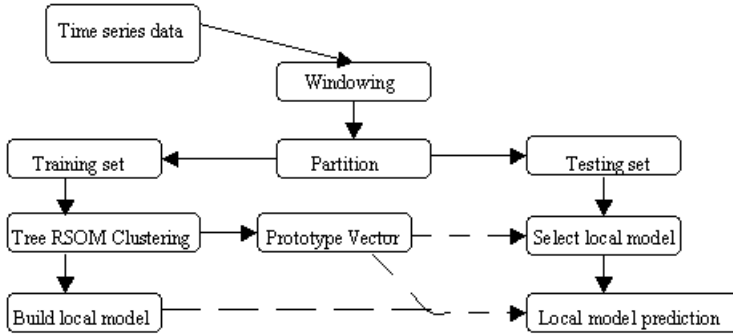 Time series data
Windowing
Training set
Partition
Testing set
Tree RSOM Clustering
Prototype Vector
Select local model
Build local model
Local model prediction